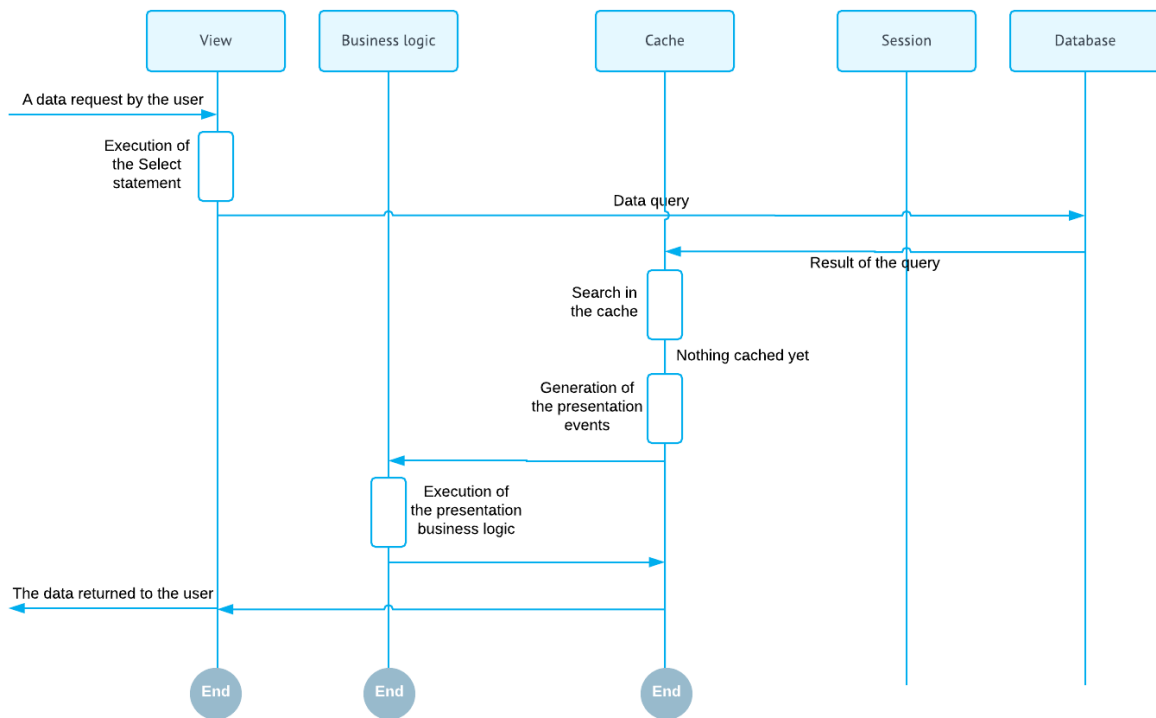 View
Business logic
Cache
Session
Database
A data request by the user
Execution of
the Select
statement
Data query
Result of the query
Search in
the cache
Nothing cached yet
Generation of
the presentation
events
Execution of
the presentation
business logic
The data returned to the user
End
End
End